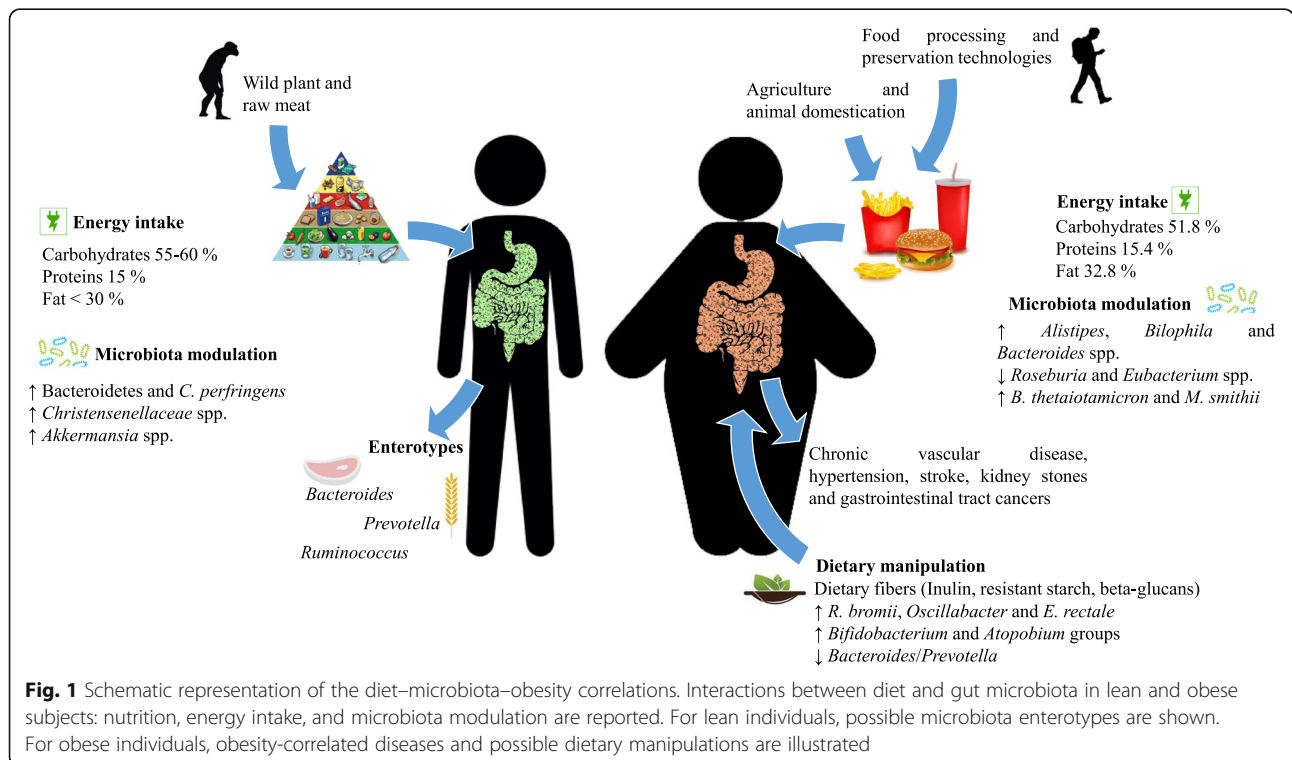 Wild plant and
raw meat
Energy intake
Carbohydrates 55-60 %
Proteins 15 %
Fat < 30 %
Microbiota modulation
↑ Bacteroidetes and C. perfringens
↑ Christensenellaceae spp.
↑ Akkermansia spp.
Enterotypes
Bacteroides
Prevotella
Ruminococcus
Food processing and
preservation technologies
Agriculture and
animal domestication
Energy intake
Carbohydrates 51.8 %
Proteins 15.4 %
Fat 32.8 %
Microbiota modulation
↑ Alistipes, Bilophila and
Bacteroides spp.
↓ Roseburia and Eubacterium spp.
↑ B. thetaiotamicron and M. smithii
Chronic vascular disease,
hypertension, stroke, kidney stones
and gastrointestinal tract cancers
Dietary manipulation
Dietary fibers (Inulin, resistant starch, beta-glucans)
↑ R. bromii, Oscillabacter and E. rectale
↑ Bifidobacterium and Atopobium groups
↓ Bacteroides/Prevotella
Fig. 1 Schematic representation of the diet–microbiota–obesity correlations. Interactions between diet and gut microbiota in lean and obese
subjects: nutrition, energy intake, and microbiota modulation are reported. For lean individuals, possible microbiota enterotypes are shown.
For obese individuals, obesity-correlated diseases and possible dietary manipulations are illustrated